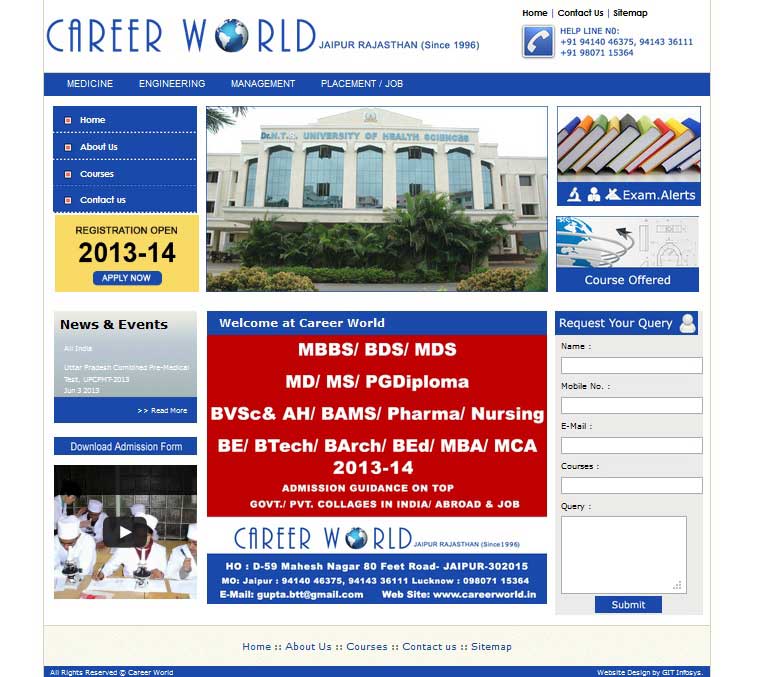 CAREER WORLD JAIPUR RAJASTHAN (Since 1996)
Home | Contact Us | Sitemap
HELP LINE N0:
+91 94140 46375, 94143 36111
+91 98071 15364
MEDICINE ENGINEERING MANAGEMENT PLACEMENT / JOB
Home
About Us
Courses
Contact us
REGISTRATION OPEN
2013-14
APPLY NOW
Dr. N.T.R. UNIVERSITY OF HEALTH SCIENCES
Exam.Alerts
Course Offered
News & Events
All India
Uttar Pradesh Combined Pre-Medical
Test, UPCPMT-2013
Jun 3 2013
>> Read More
Download Admission Form
Welcome at Career World
MBBS/ BDS/ MDS
MD/ MS/ PGDiploma
BVSc& AH/ BAMS/ Pharma/ Nursing
BE/ BTech/ BArch/ BEd/ MBA/ MCA
2013-14
ADMISSION GUIDANCE ON TOP
GOVT./ PVT. COLLAGES IN INDIA/ ABROAD & JOB
CAREER WORLD JAIPUR RAJASTHAN (Since 1996)
HO : D-59 Mahesh Nagar 80 Feet Road- JAIPUR-302015
MO: Jaipur : 94140 46375, 94143 36111 Lucknow : 098071 15364
E-Mail: gupta.btt@gmail.com Web Site: www.careerworld.in
Request Your Query
Name :
Mobile No. :
E-Mail :
Courses :
Query :
Submit
Home :: About Us :: Courses :: Contact us :: Sitemap
All Rights Reserved © Career World
Website Design by GIT Infosys.